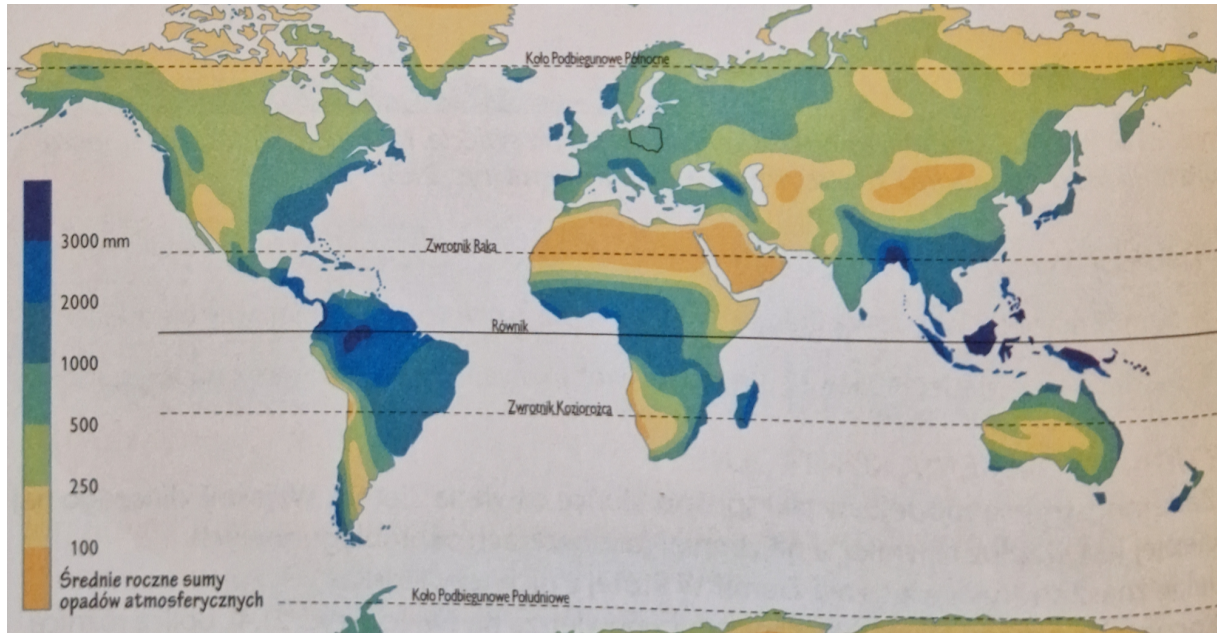 Koło Podbiegunowe Północne
3000 mm
Zwrotnik Raka
2000
Równik
1000
Zwrotnik Koziorożca
500
250
100
Średnie roczne sumy
opadów atmosferycznych
Koło Podbiegunowe Południowe